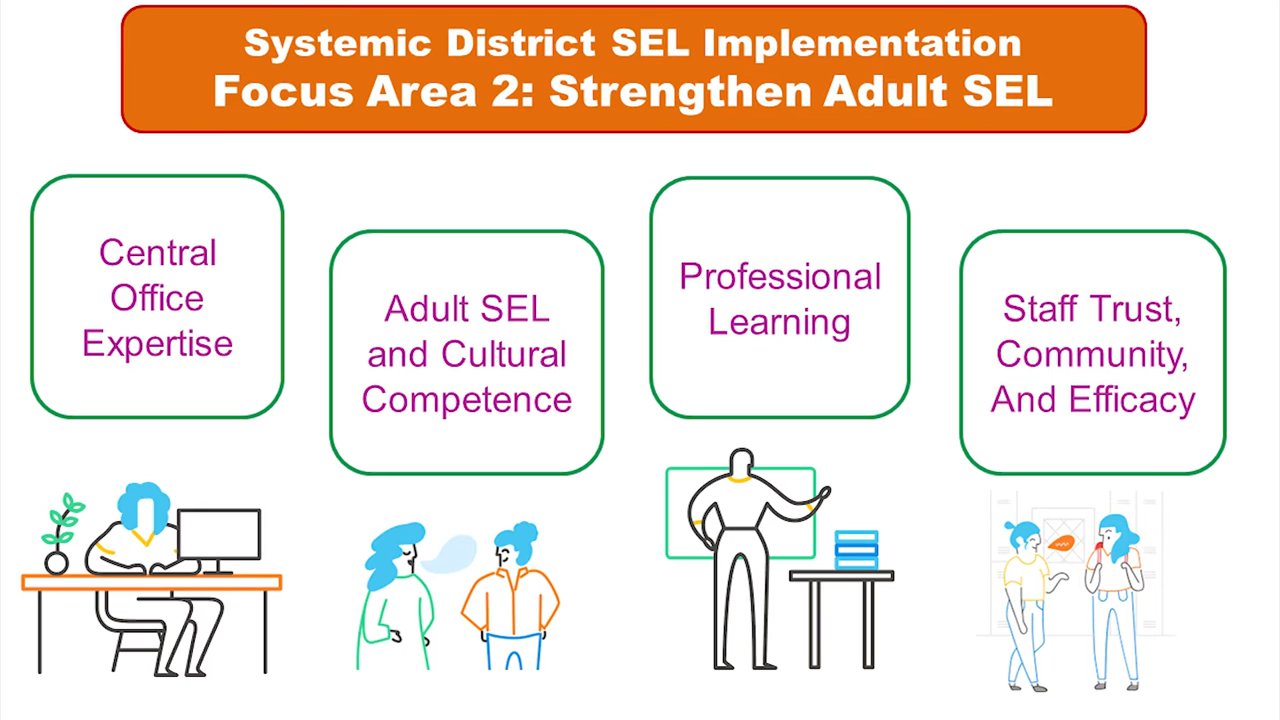 Systemic District SEL Implementation
Focus Area 2: Strengthen Adult SEL
Central
Office
Expertise
Adult SEL
and Cultural
Competence
Professional
Learning
Staff Trust,
Community,
And Efficacy